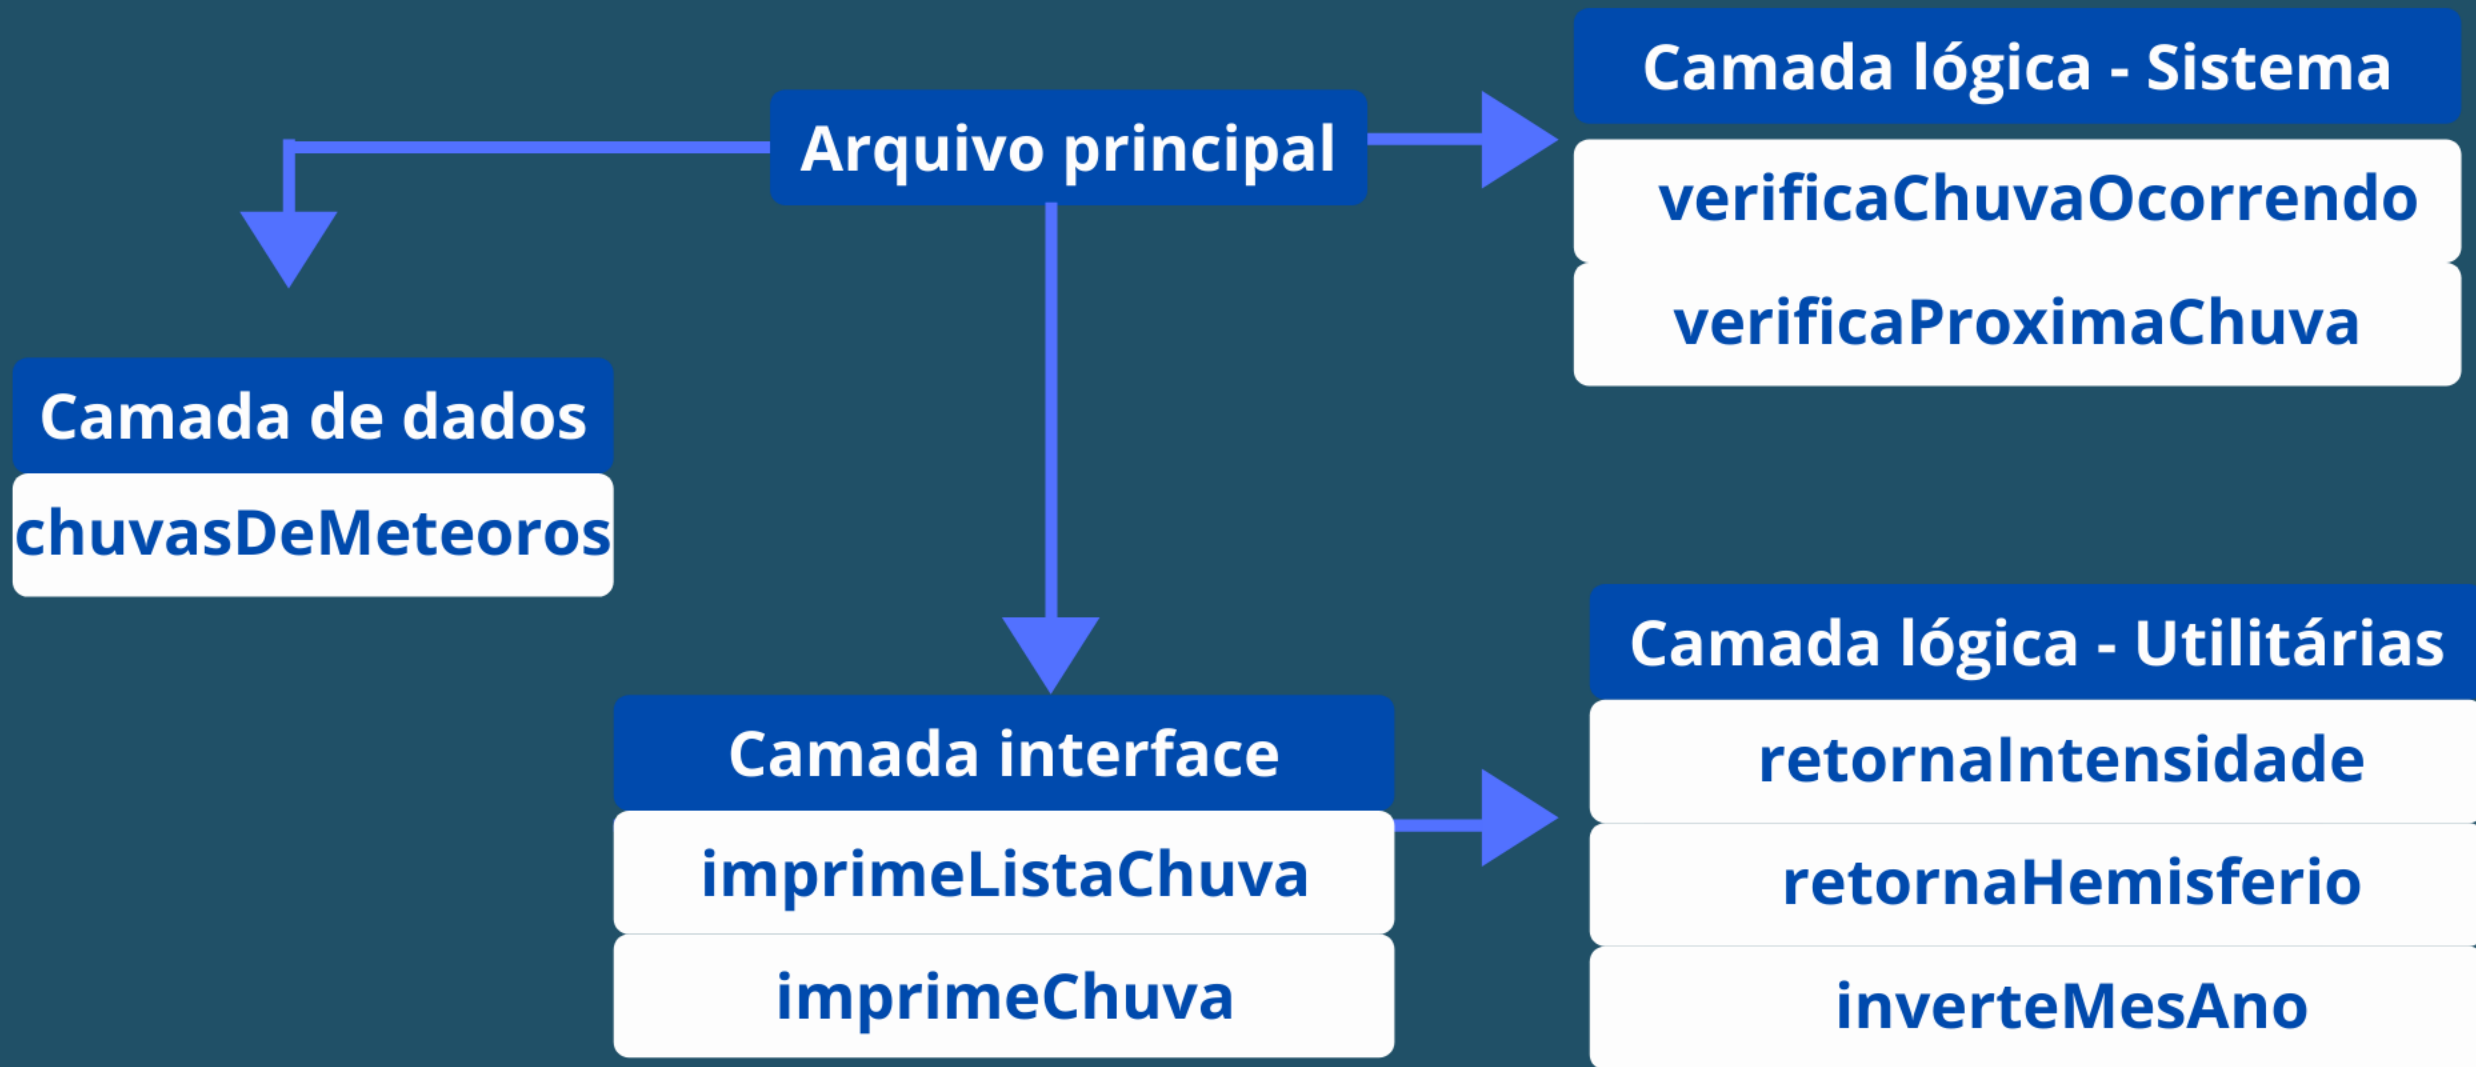 Arquivo principal
Camada lógica - Sistema
verificaChuvaOcorrendo
verificaProximaChuva
Camada de dados
chuvasDeMeteoros
Camada interface
imprimeListaChuva
imprimeChuva
Camada lógica - Utilitárias
retornaIntensidade
retornaHemisferio
inverteMesAno